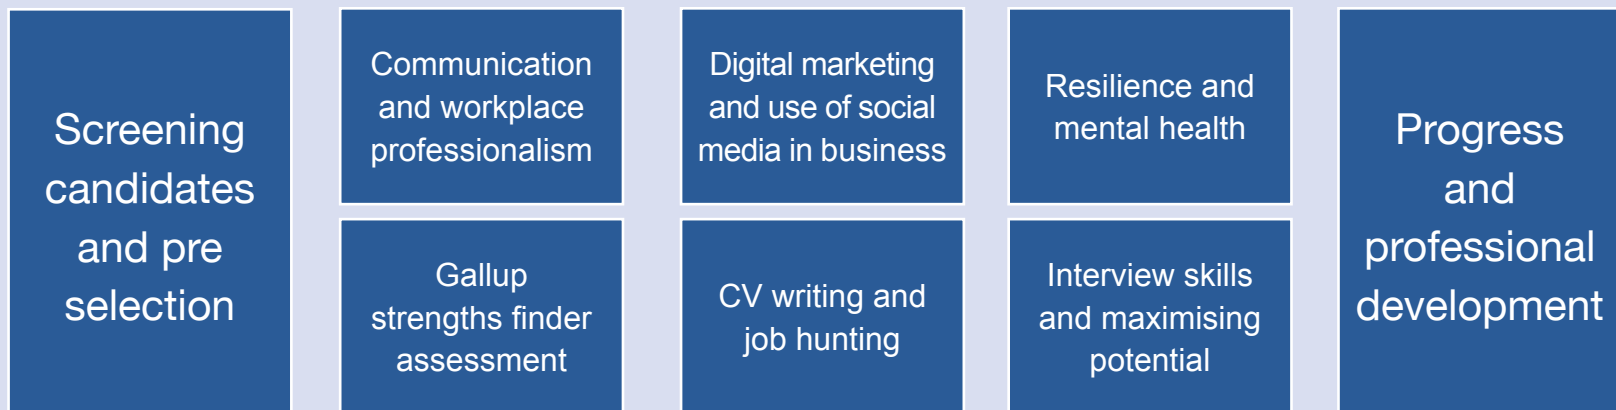 Screening
candidates
and pre
selection
Communication
and workplace
professionalism
Gallup
strengths finder
assessment
Digital marketing
and use of social
media in business
CV writing and
job hunting
Resilience and
mental health
Interview skills
and maximising
potential
Progress
and
professional
development